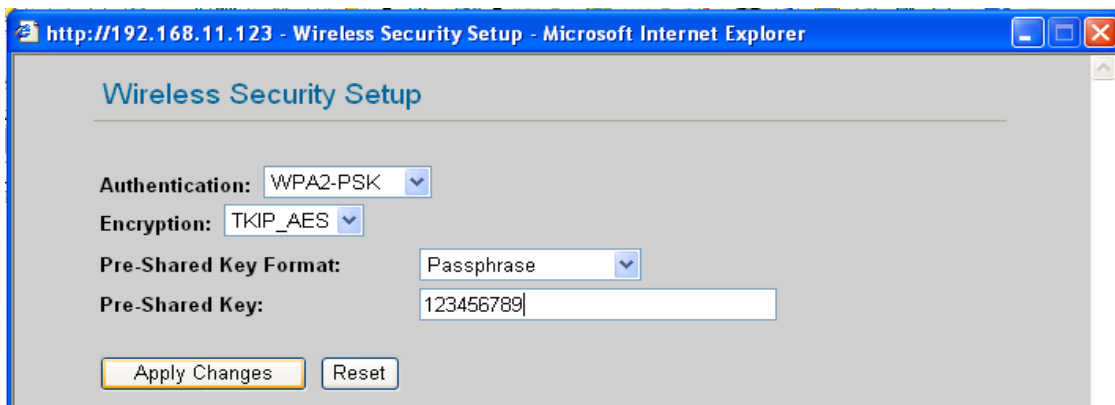 http://192.168.11.123 - Wireless Security Setup - Microsoft Internet Explorer
Wireless Security Setup
Authentication: WPA2-PSK
Encryption: TKIP_AES
Pre-Shared Key Format: Passphrase
Pre-Shared Key: 123456789
Apply Changes Reset